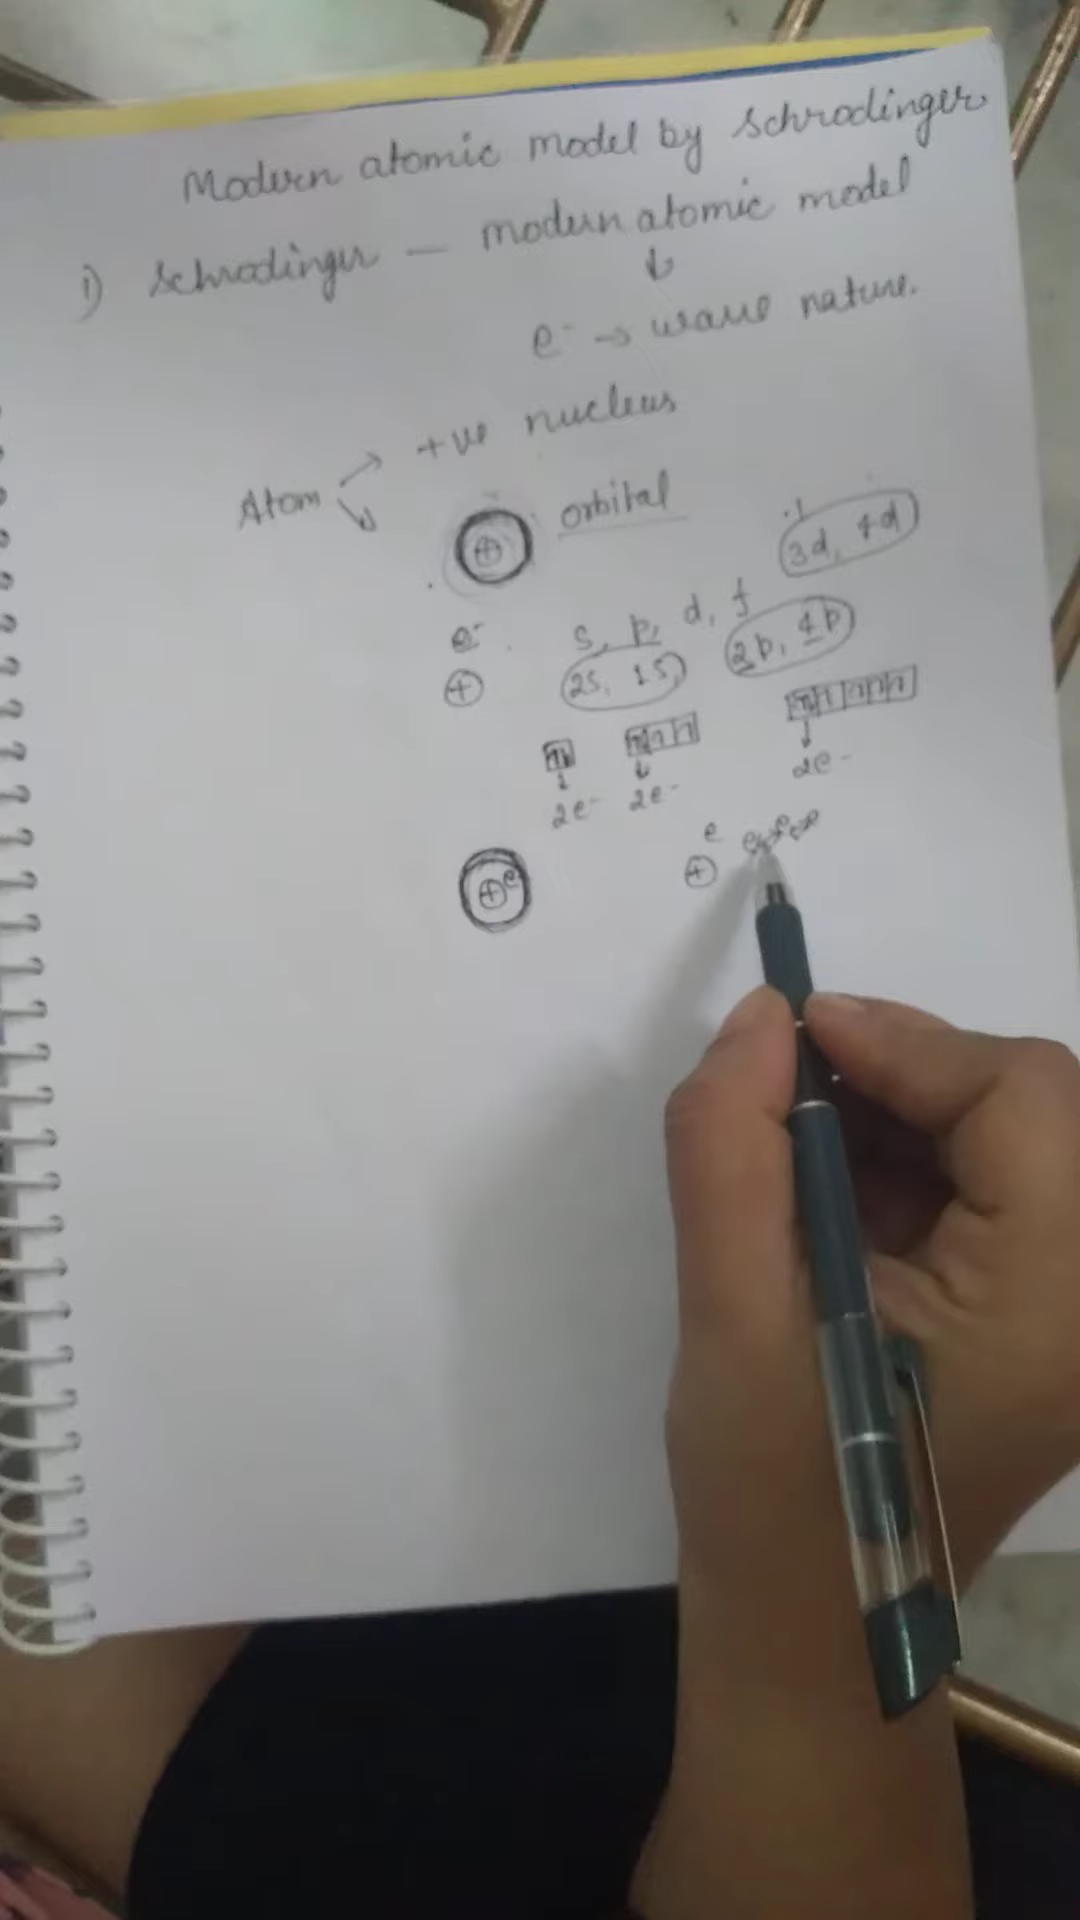 Modern atomic model by schrodinger
i) schrodinger — modern atomic model
↓
e⁻ → wave nature.
+ve nucleus
Atom
⊕ orbital
3d, 4d
e⁻ s, p, d, f
⊕ 2s, 1s, 2p, 4p
2e⁻ 2e⁻ 2e⁻
e
⊕ e ⊕